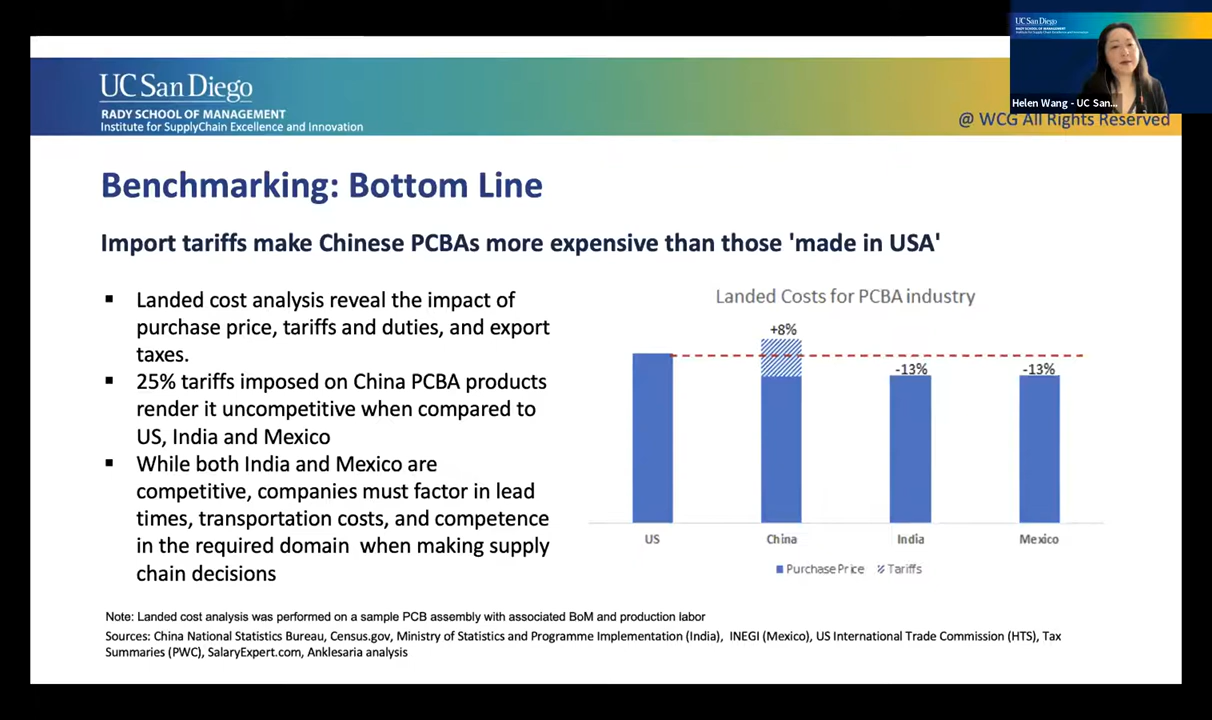 UC San Diego
RADY SCHOOL OF MANAGEMENT
Institute for SupplyChain Excellence and Innovation
UC San Diego
RADY SCHOOL OF MANAGEMENT
Helen Wang - UC San...
@ WCG All Rights Reserved
Benchmarking: Bottom Line
Import tariffs make Chinese PCBAs more expensive than those 'made in USA'
▪ Landed cost analysis reveal the impact of
purchase price, tariffs and duties, and export
taxes.
▪ 25% tariffs imposed on China PCBA products
render it uncompetitive when compared to
US, India and Mexico
▪ While both India and Mexico are
competitive, companies must factor in lead
times, transportation costs, and competence
in the required domain when making supply
chain decisions
Landed Costs for PCBA industry
+8%
-13%
-13%
US China India Mexico
Purchase Price Tariffs
Note: Landed cost analysis was performed on a sample PCB assembly with associated BoM and production labor
Sources: China National Statistics Bureau, Census.gov, Ministry of Statistics and Programme Implementation (India), INEGI (Mexico), US International Trade Commission (HTS), Tax
Summaries (PWC), SalaryExpert.com, Anklesaria analysis